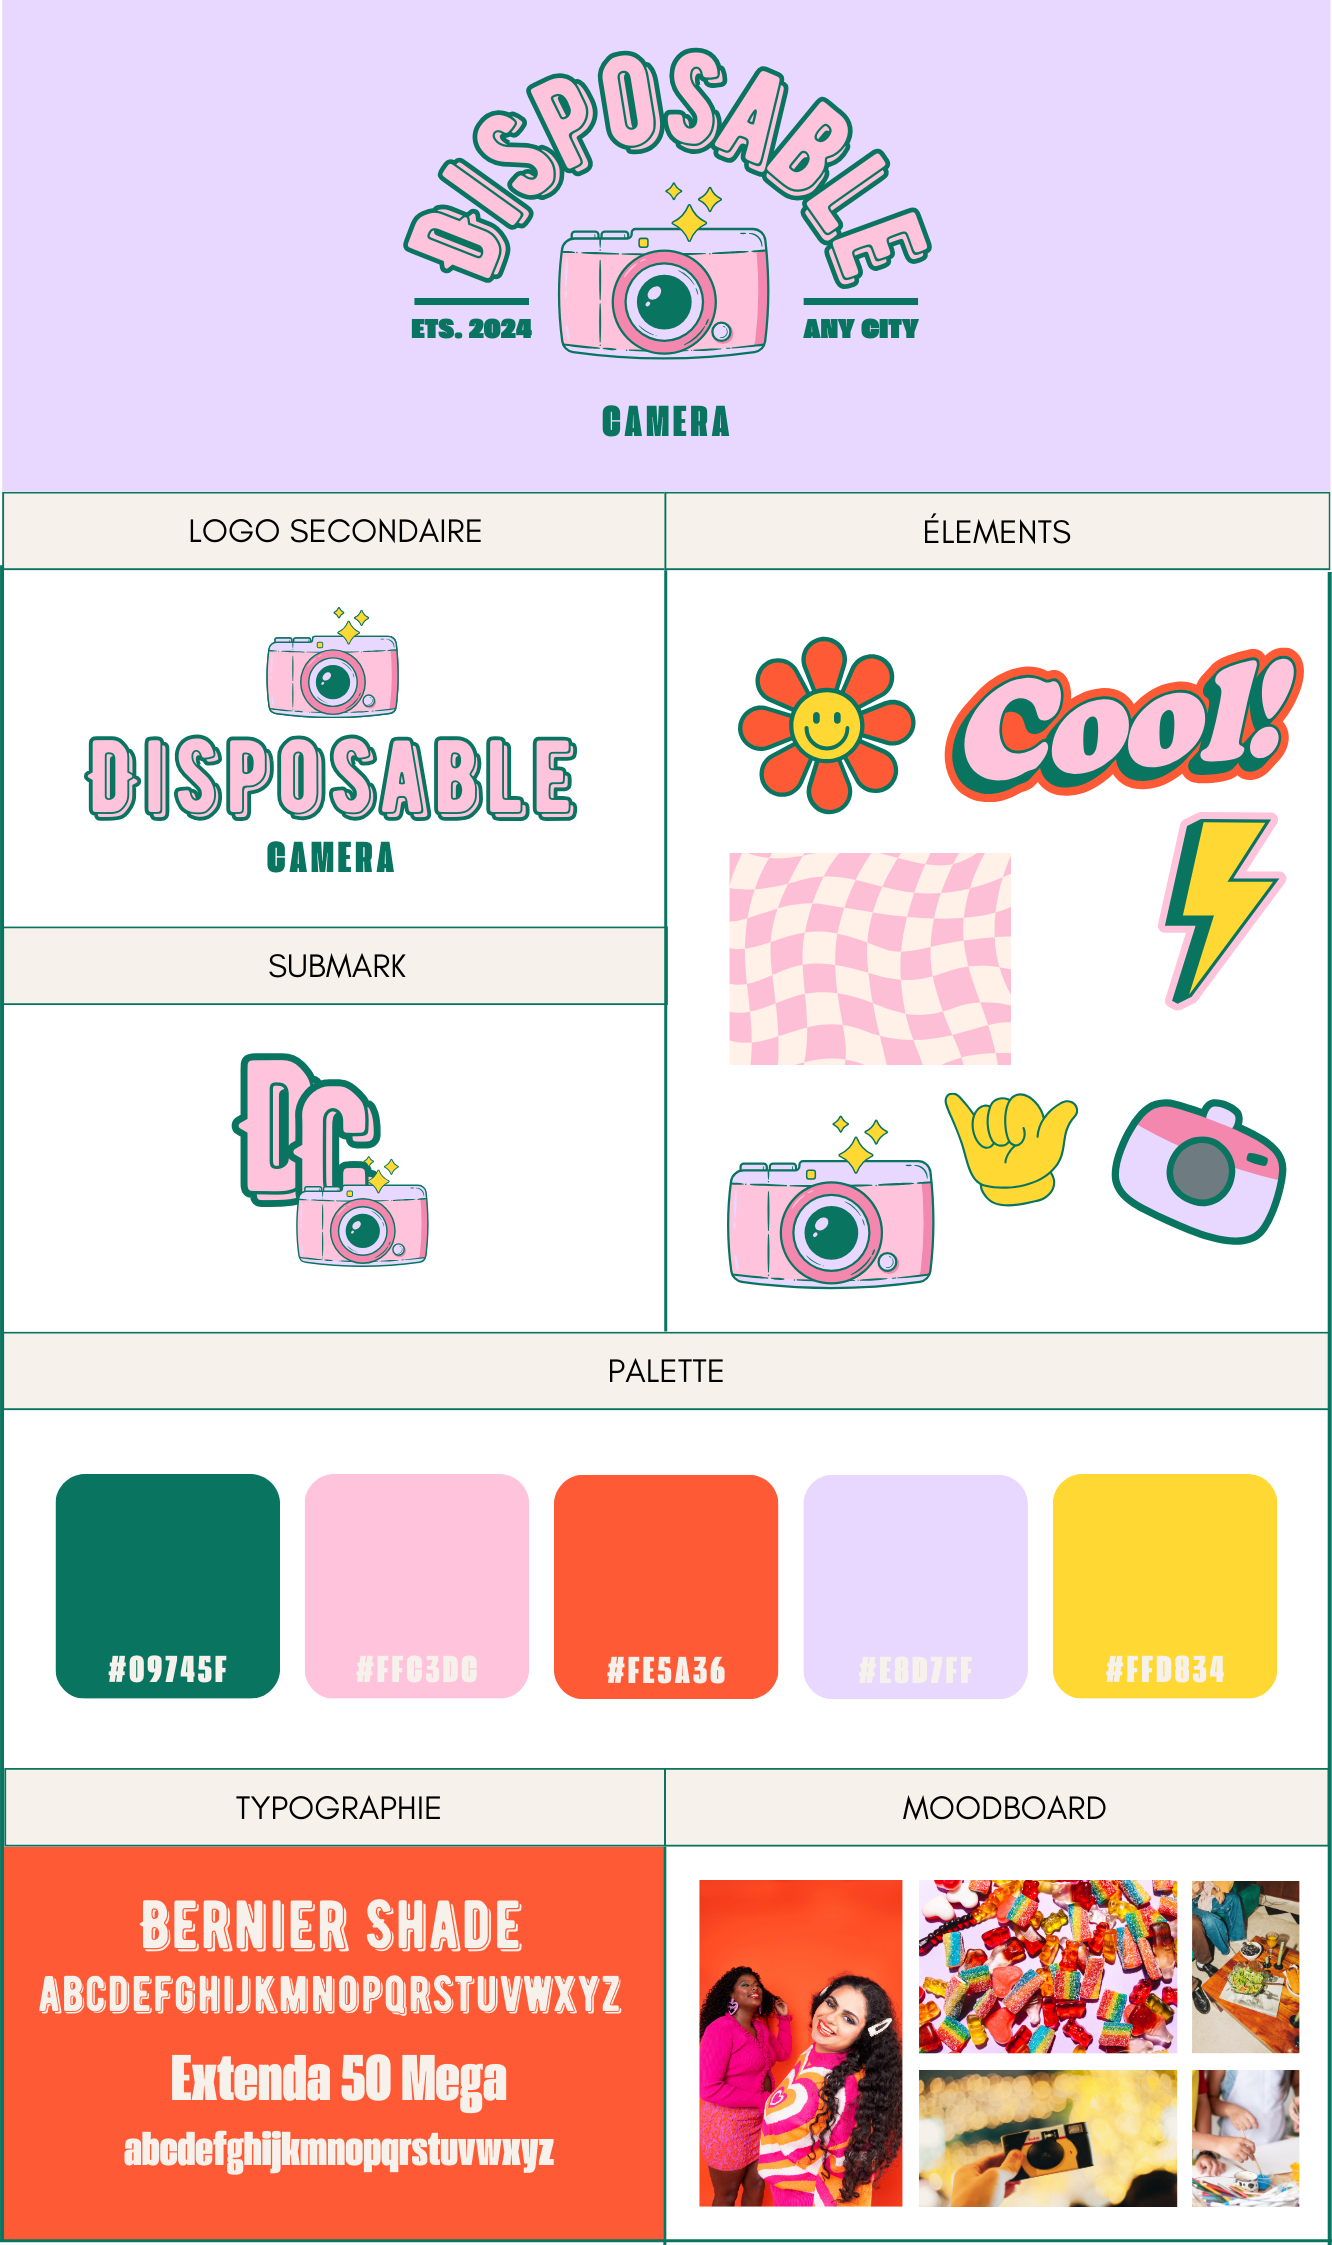 DISPOSABLE
ETS. 2024
ANY CITY
CAMERA
LOGO SECONDAIRE
ÉLEMENTS
DISPOSABLE
CAMERA
Cool!
SUBMARK
DC
PALETTE
#09745F
#FFC3DC
#FE5A36
#E8D7FF
#FFD834
TYPOGRAPHIE
MOODBOARD
BERNIER SHADE
ABCDEFGHIJKMNOPQRSTUVWXYZ
Extenda 50 Mega
abcdefghijkmnopqrstuvwxyz